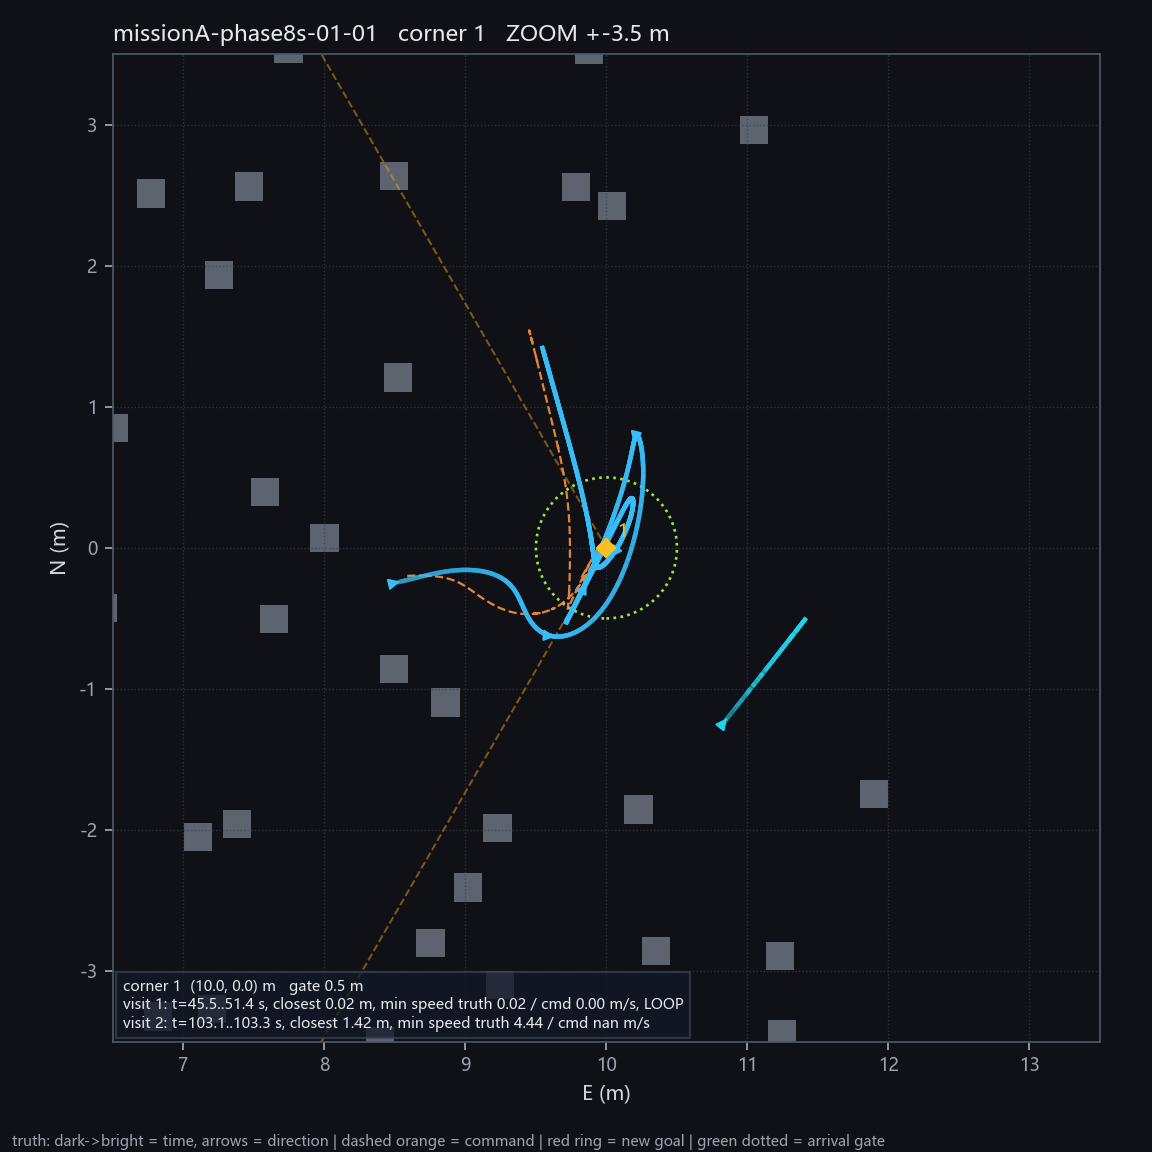 missionA-phase8s-01-01   corner 1   ZOOM +-3.5 m
3
2
1
0
-1
-2
-3
N (m)
1
corner 1  (10.0, 0.0) m   gate 0.5 m
visit 1: t=45.5..51.4 s, closest 0.02 m, min speed truth 0.02 / cmd 0.00 m/s, LOOP
visit 2: t=103.1..103.3 s, closest 1.42 m, min speed truth 4.44 / cmd nan m/s
7 8 9 10 11 12 13
E (m)
truth: dark->bright = time, arrows = direction | dashed orange = command | red ring = new goal | green dotted = arrival gate